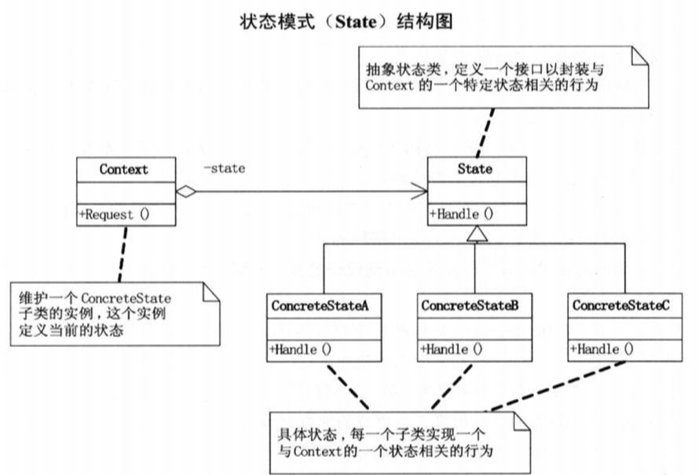 状态模式（State）结构图
抽象状态类，定义一个接口以封装与
Context 的一个特定状态相关的行为
Context
-state
State
+Request()
+Handle()
维护一个 ConcreteState
子类的实例，这个实例
定义当前的状态
ConcreteStateA
ConcreteStateB
ConcreteStateC
+Handle()
+Handle()
+Handle()
具体状态，每一个子类实现一个
与Context的一个状态相关的行为